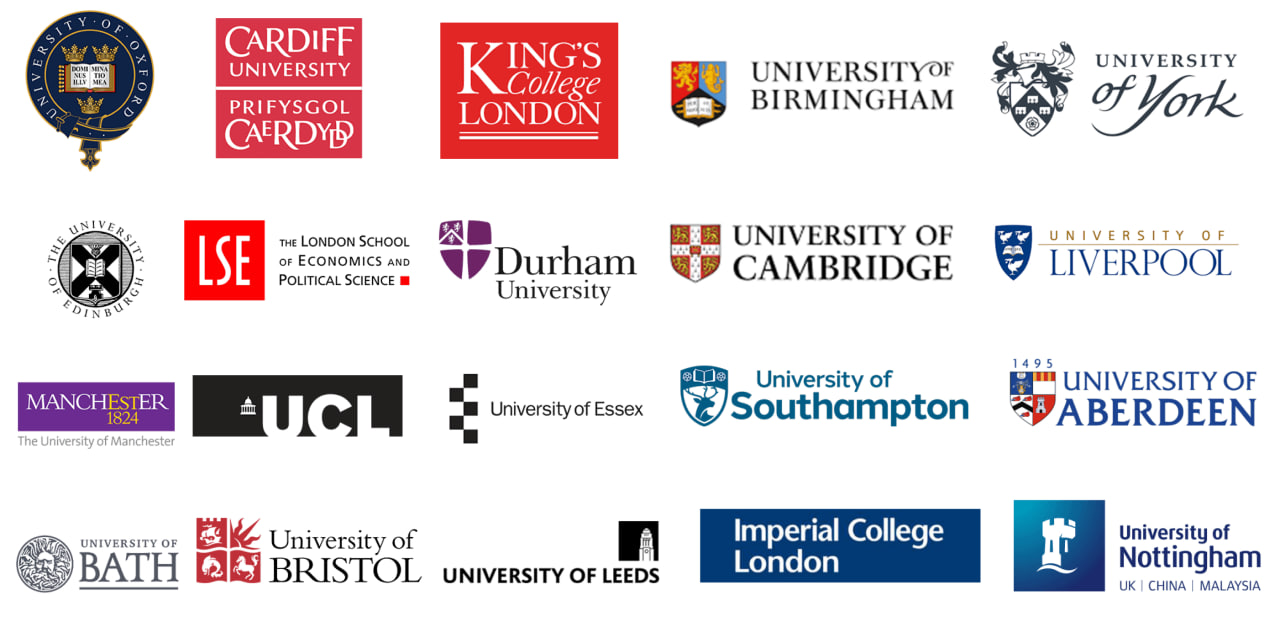 UNIVERSITY · OF · OXFORD
DOMI MINA
NUS TIO
ILLV MEA
CARDIFF
UNIVERSITY
PRIFYSGOL
CAERDYDD
KING'S
College
LONDON
UNIVERSITY OF
BIRMINGHAM
UNIVERSITY
of York
THE UNIVERSITY
· OF EDINBURGH ·
LSE
THE LONDON SCHOOL
OF ECONOMICS AND
POLITICAL SCIENCE
Durham
University
UNIVERSITY OF
CAMBRIDGE
UNIVERSITY OF
LIVERPOOL
MANCHEsTER
1824
The University of Manchester
UCL
University of Essex
University of
Southampton
1495
UNIVERSITY OF
ABERDEEN
UNIVERSITY OF
BATH
University of
BRISTOL
UNIVERSITY OF LEEDS
Imperial College
London
University of
Nottingham
UK | CHINA | MALAYSIA